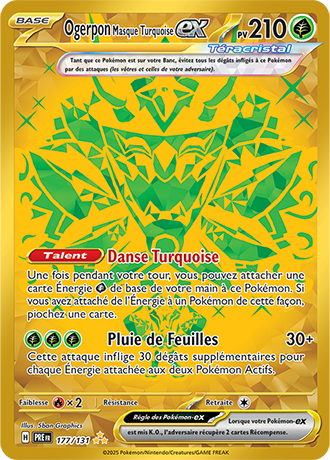 BASE Ogerpon Masque Turquoise ex PV 210
Téracristal
Tant que ce Pokémon est sur votre Banc, évitez tous les dégâts infligés à ce Pokémon
par des attaques (les vôtres et celles de votre adversaire).
Talent Danse Turquoise
Une fois pendant votre tour, vous pouvez attacher une
carte Énergie de base de votre main à ce Pokémon. Si
vous avez attaché de l'Énergie à un Pokémon de cette façon,
piochez une carte.
Pluie de Feuilles 30+
Cette attaque inflige 30 dégâts supplémentaires pour
chaque Énergie attachée aux deux Pokémon Actifs.
Faiblesse × 2 Résistance Retraite
Illus. 5ban Graphics
Règle des Pokémon-ex Lorsque votre Pokémon-ex
est mis K.O., l'adversaire récupère 2 cartes Récompense.
H PRE FR 177/131
©2025 Pokémon/Nintendo/Creatures/GAME FREAK